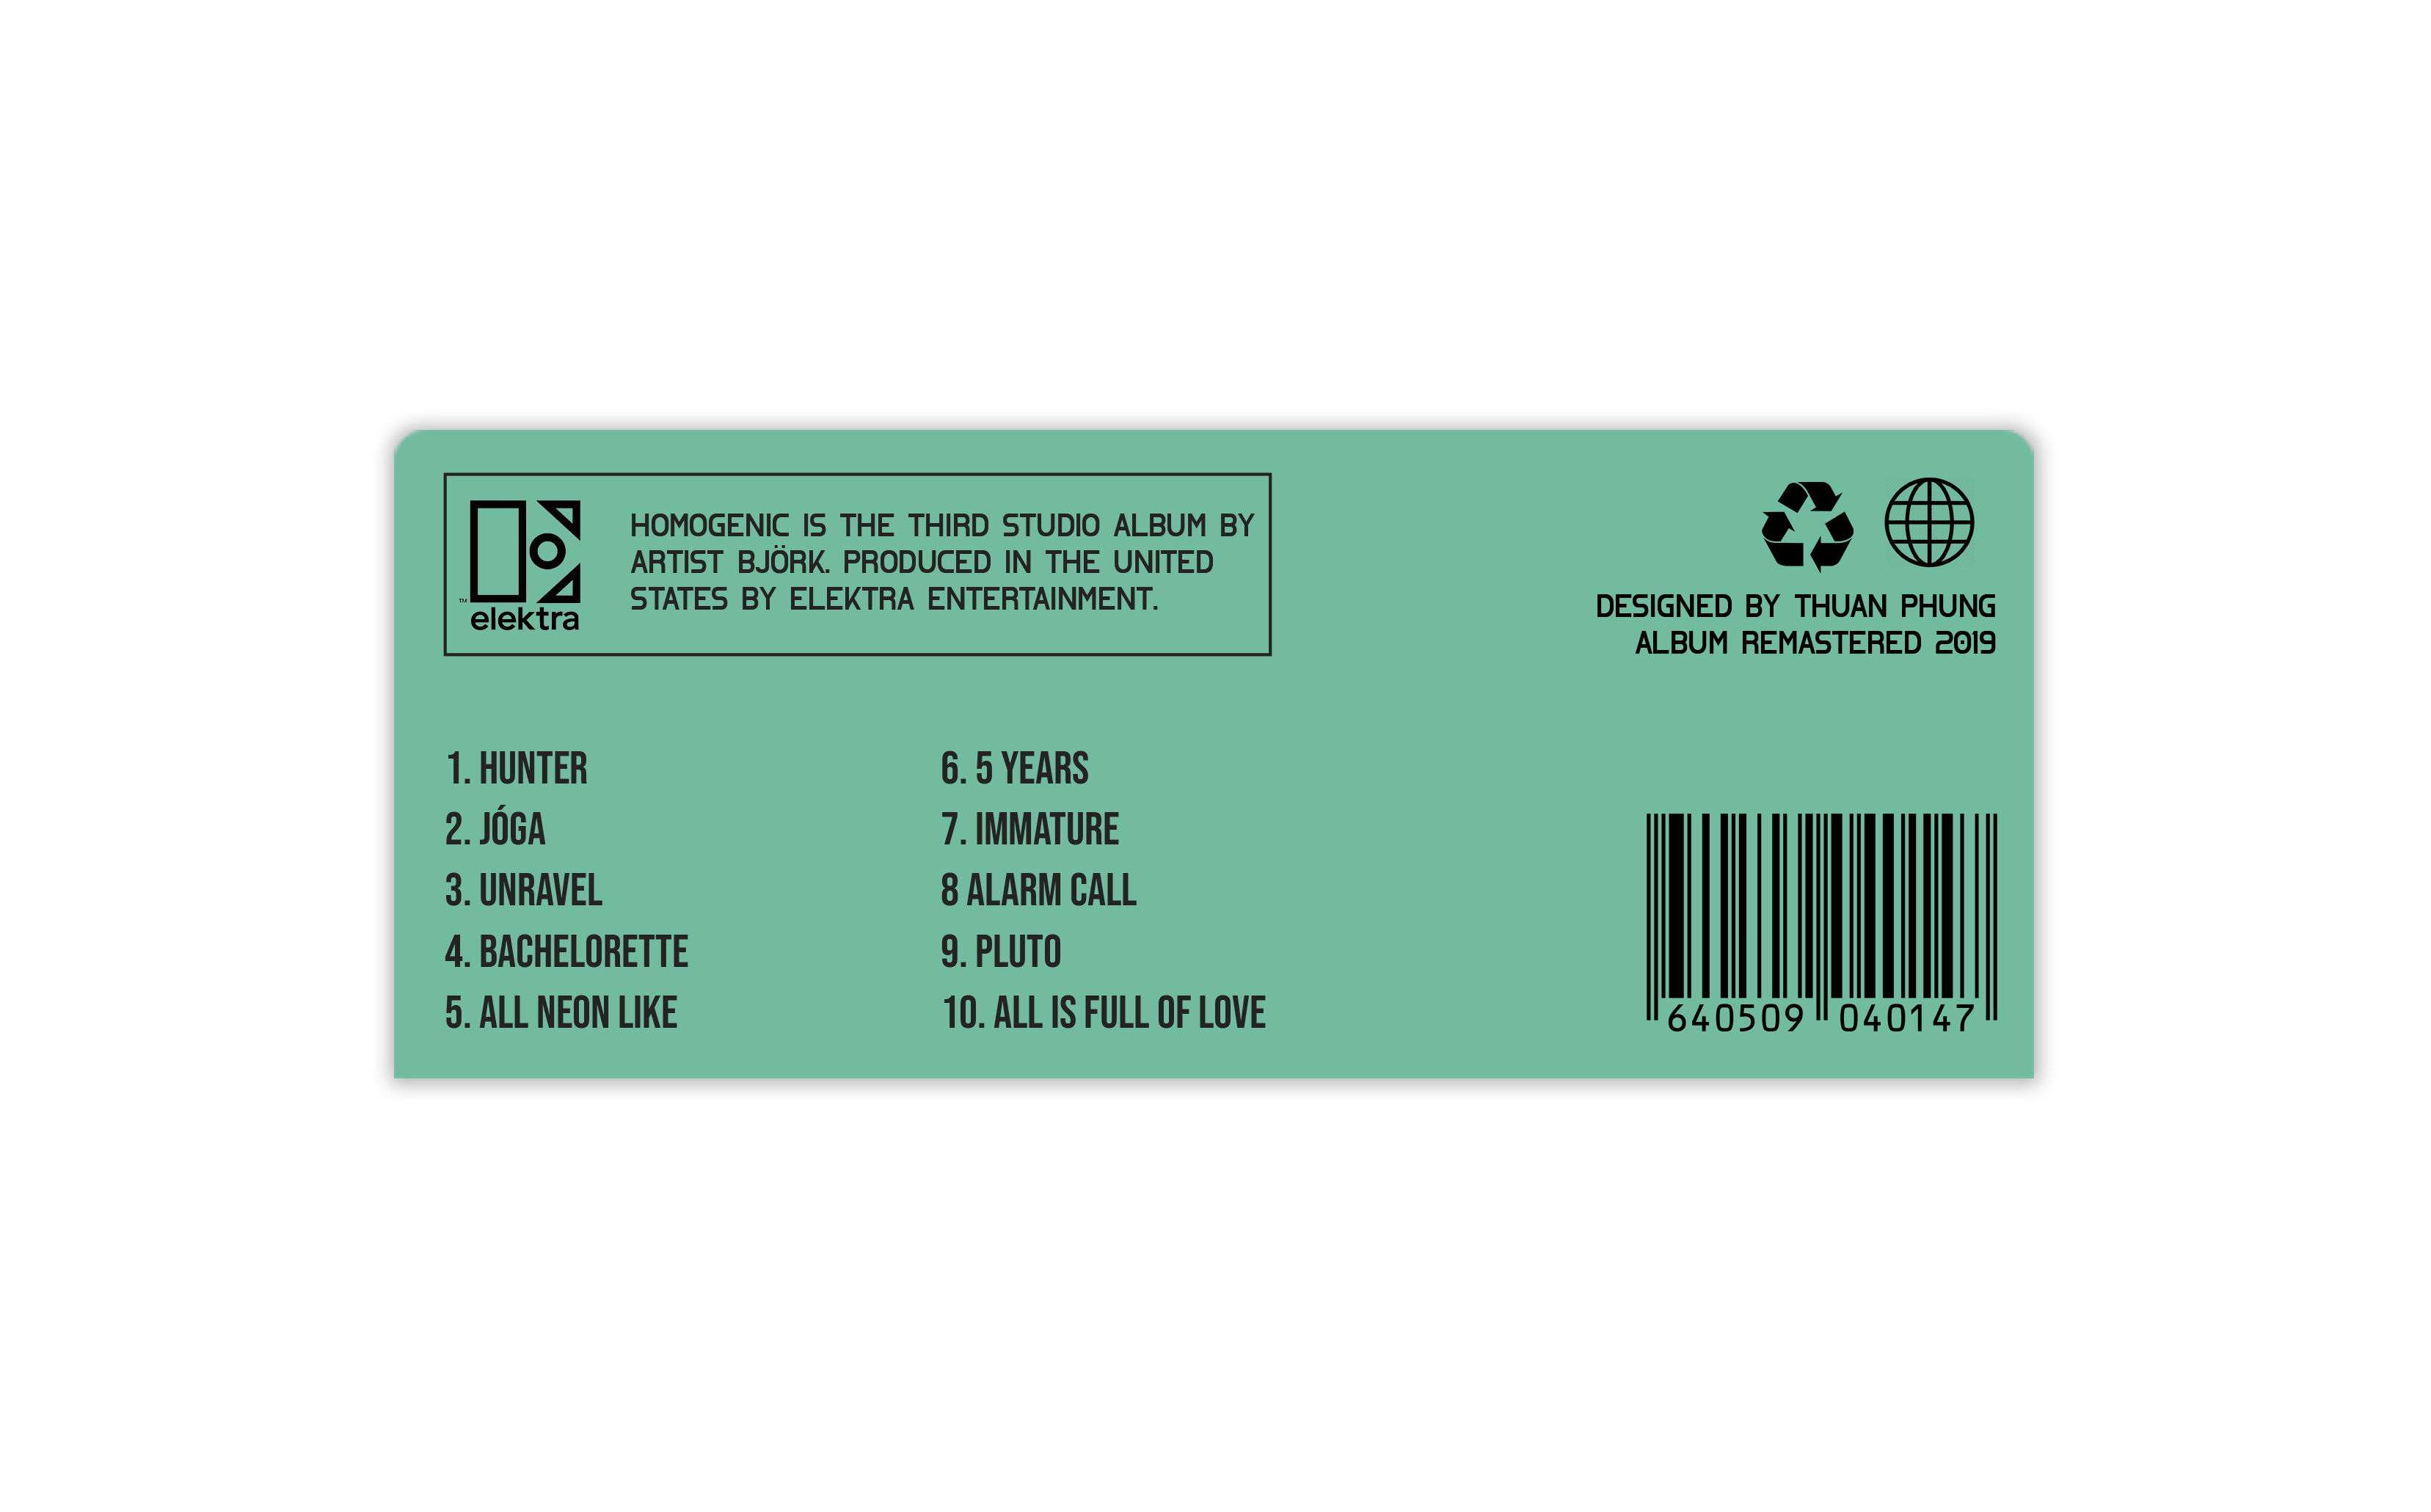 HOMOGENIC IS THE THIRD STUDIO ALBUM BY
ARTIST BJÖRK. PRODUCED IN THE UNITED
STATES BY ELEKTRA ENTERTAINMENT.
™
elektra
DESIGNED BY THUAN PHUNG
ALBUM REMASTERED 2019
1. HUNTER
2. JÓGA
3. UNRAVEL
4. BACHELORETTE
5. ALL NEON LIKE
6. 5 YEARS
7. IMMATURE
8 ALARM CALL
9. PLUTO
10. ALL IS FULL OF LOVE
640509 040147